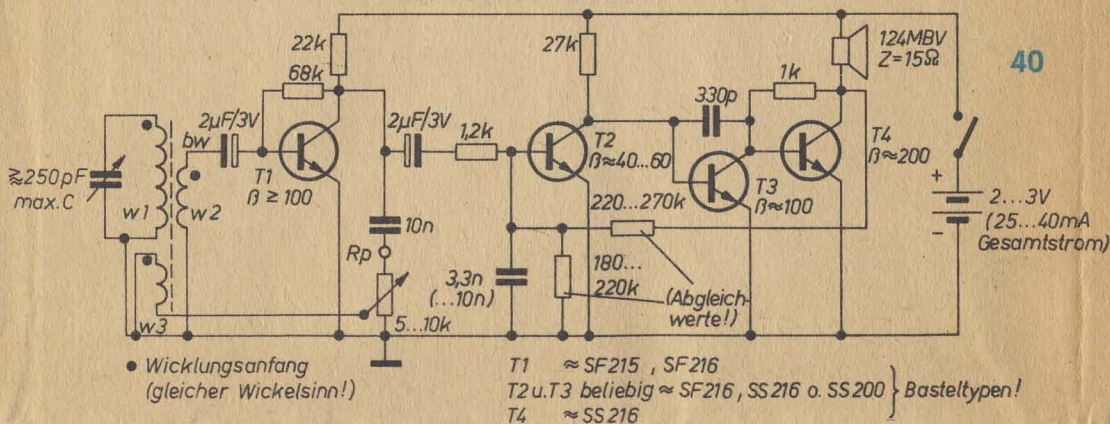 22k
68k
2µF/3V
bw
T1
ß ≥ 100
≈250pF
max.C
w1
w2
w3
2µF/3V
1,2k
10n
Rp
5...10k
3,3n
(...10n)
27k
T2
ß≈40...60
330p
T3
ß≈100
220...270k
180...
220k
(Abgleich-
werte!)
1k
124MBV
Z=15Ω
T4
ß≈200
40
+
2...3V
−
(25...40mA
Gesamtstrom)
• Wicklungsanfang
(gleicher Wickelsinn!)
T1 ≈ SF215, SF216
T2 u.T3 beliebig ≈ SF216, SS216 o. SS200 } Basteltypen!
T4 ≈ SS216